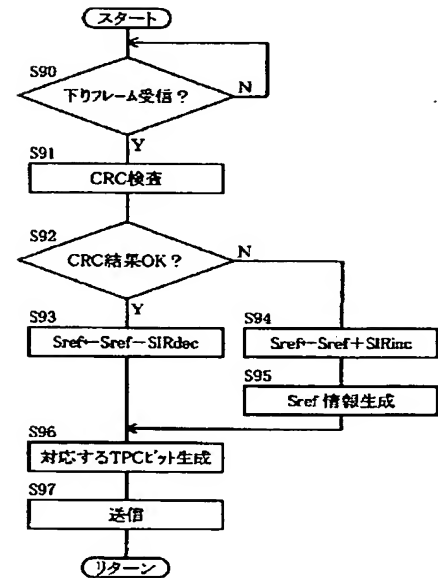 スタート
S90
下りフレーム受信?
N
Y
S91
CRC検査
S92
CRC結果OK?
N
Y
S93
Sref←Sref−SIRdec
S94
Sref←Sref+SIRinc
S95
Sref 情報生成
S96
対応するTPCビット生成
S97
送信
リターン